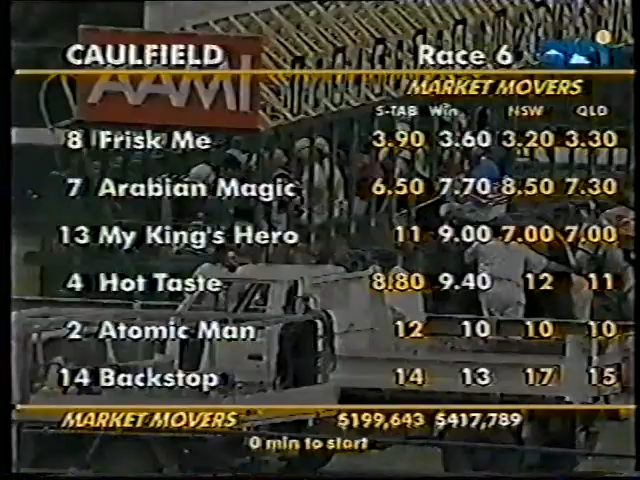 CAULFIELD Race 6
AAMI
MARKET MOVERS
S-TAB Win NSW QLD
8 Frisk Me 3.90 3.60 3.20 3.30
7 Arabian Magic 6.50 7.70 8.50 7.30
13 My King's Hero 11 9.00 7.00 7.00
4 Hot Taste 8.80 9.40 12 11
2 Atomic Man 12 10 10 10
14 Backstop 14 13 17 15
MARKET MOVERS $199,643 $417,789
0 min to start